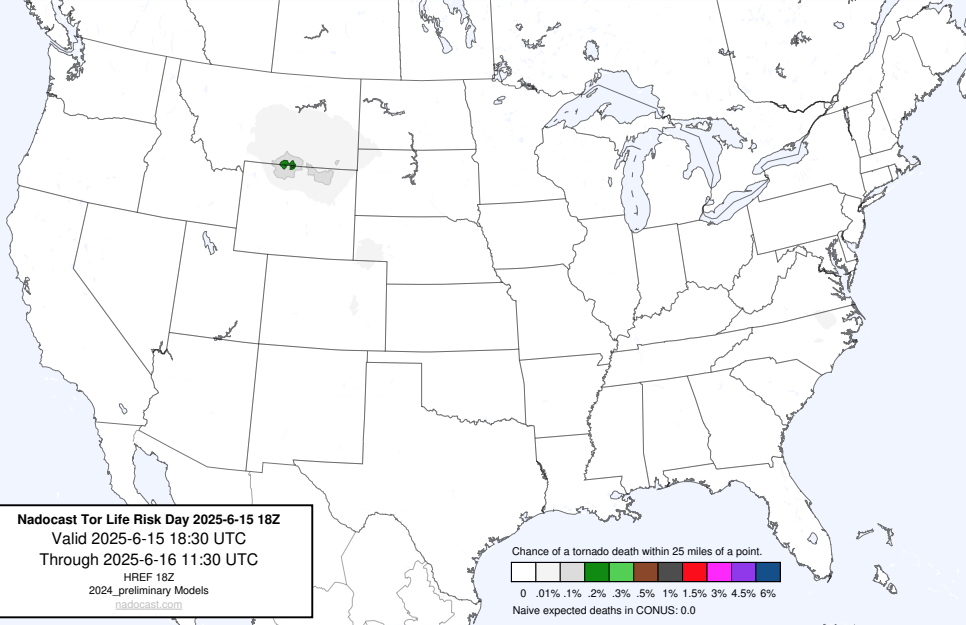 Nadocast Tor Life Risk Day 2025-6-15 18Z
Valid 2025-6-15 18:30 UTC
Through 2025-6-16 11:30 UTC
HREF 18Z
2024_preliminary Models
nadocast.com
Chance of a tornado death within 25 miles of a point.
0 .01% .1% .2% .3% .5% 1% 1.5% 3% 4.5% 6%
Naive expected deaths in CONUS: 0.0